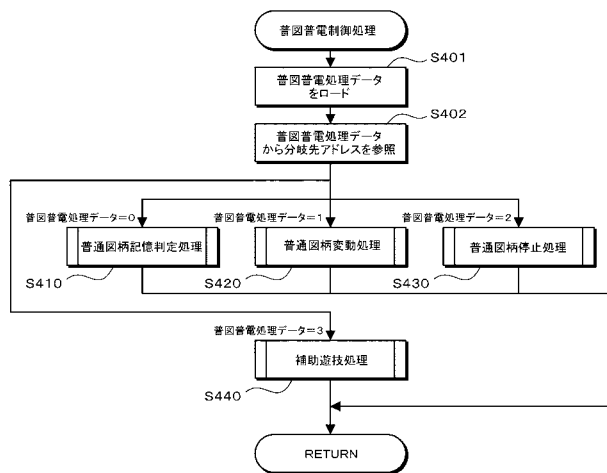 普図普電制御処理
S401
普図普電処理データ
をロード
S402
普図普電処理データ
から分岐先アドレスを参照
普図普電処理データ=0
普図普電処理データ=1
普図普電処理データ=2
普通図柄記憶判定処理
普通図柄変動処理
普通図柄停止処理
S410
S420
S430
普図普電処理データ=3
補助遊技処理
S440
RETURN